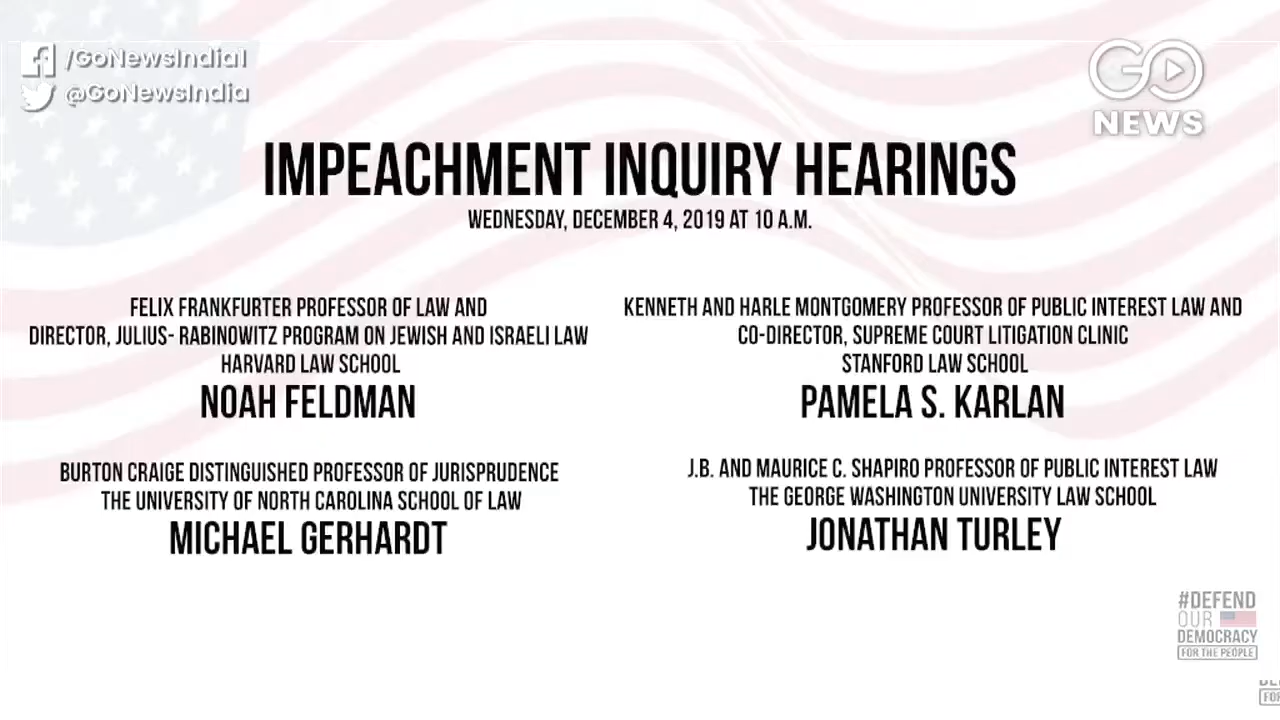 /GoNewsIndia1
@GoNewsIndia
GO
NEWS
IMPEACHMENT INQUIRY HEARINGS
WEDNESDAY, DECEMBER 4, 2019 AT 10 A.M.
FELIX FRANKFURTER PROFESSOR OF LAW AND
DIRECTOR, JULIUS- RABINOWITZ PROGRAM ON JEWISH AND ISRAELI LAW
HARVARD LAW SCHOOL
NOAH FELDMAN
KENNETH AND HARLE MONTGOMERY PROFESSOR OF PUBLIC INTEREST LAW AND
CO-DIRECTOR, SUPREME COURT LITIGATION CLINIC
STANFORD LAW SCHOOL
PAMELA S. KARLAN
BURTON CRAIGE DISTINGUISHED PROFESSOR OF JURISPRUDENCE
THE UNIVERSITY OF NORTH CAROLINA SCHOOL OF LAW
MICHAEL GERHARDT
J.B. AND MAURICE C. SHAPIRO PROFESSOR OF PUBLIC INTEREST LAW
THE GEORGE WASHINGTON UNIVERSITY LAW SCHOOL
JONATHAN TURLEY
#DEFEND
OUR
DEMOCRACY
FOR THE PEOPLE